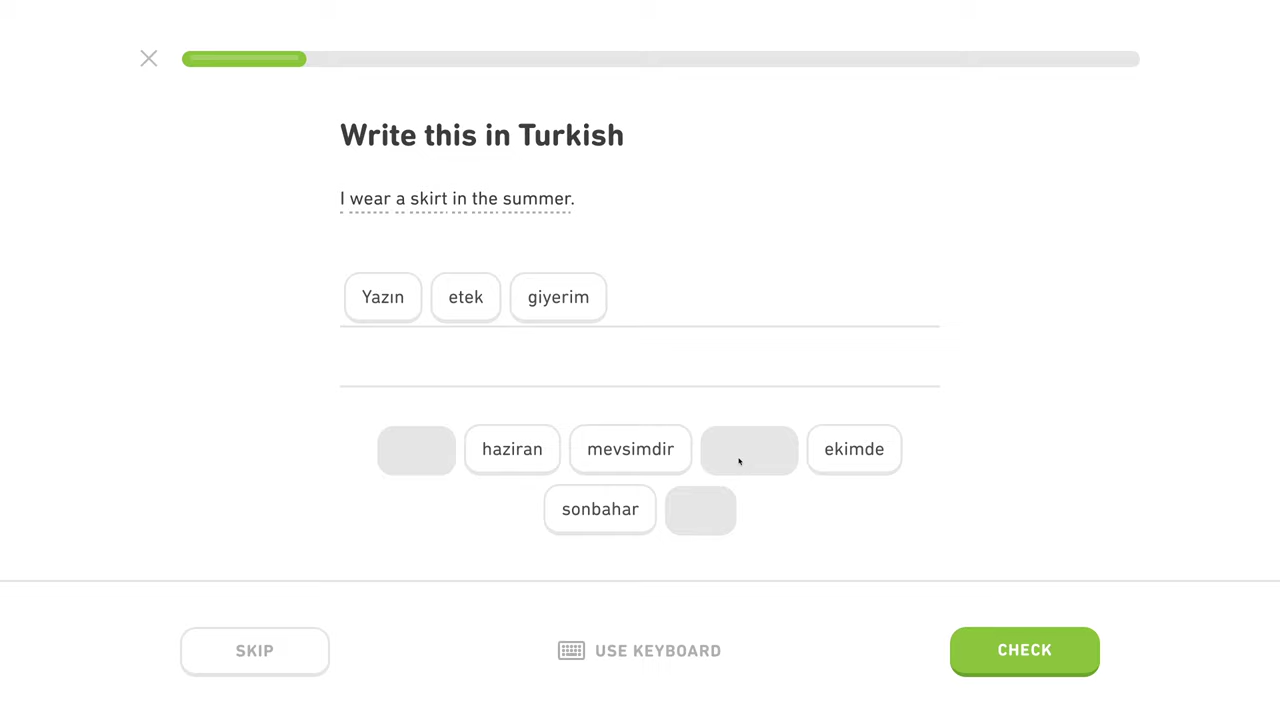 Write this in Turkish
I wear a skirt in the summer.
Yazın etek giyerim
haziran mevsimdir ekimde
sonbahar
SKIP USE KEYBOARD CHECK